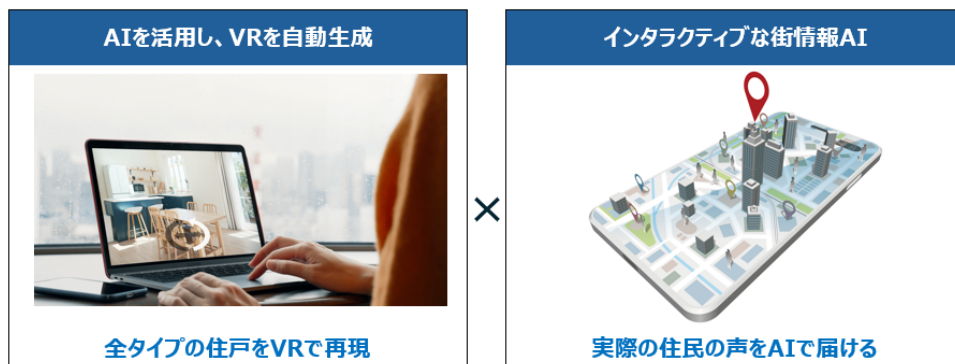 AIを活用し、VRを自動生成
全タイプの住戸をVRで再現
×
インタラクティブな街情報AI
実際の住民の声をAIで届ける